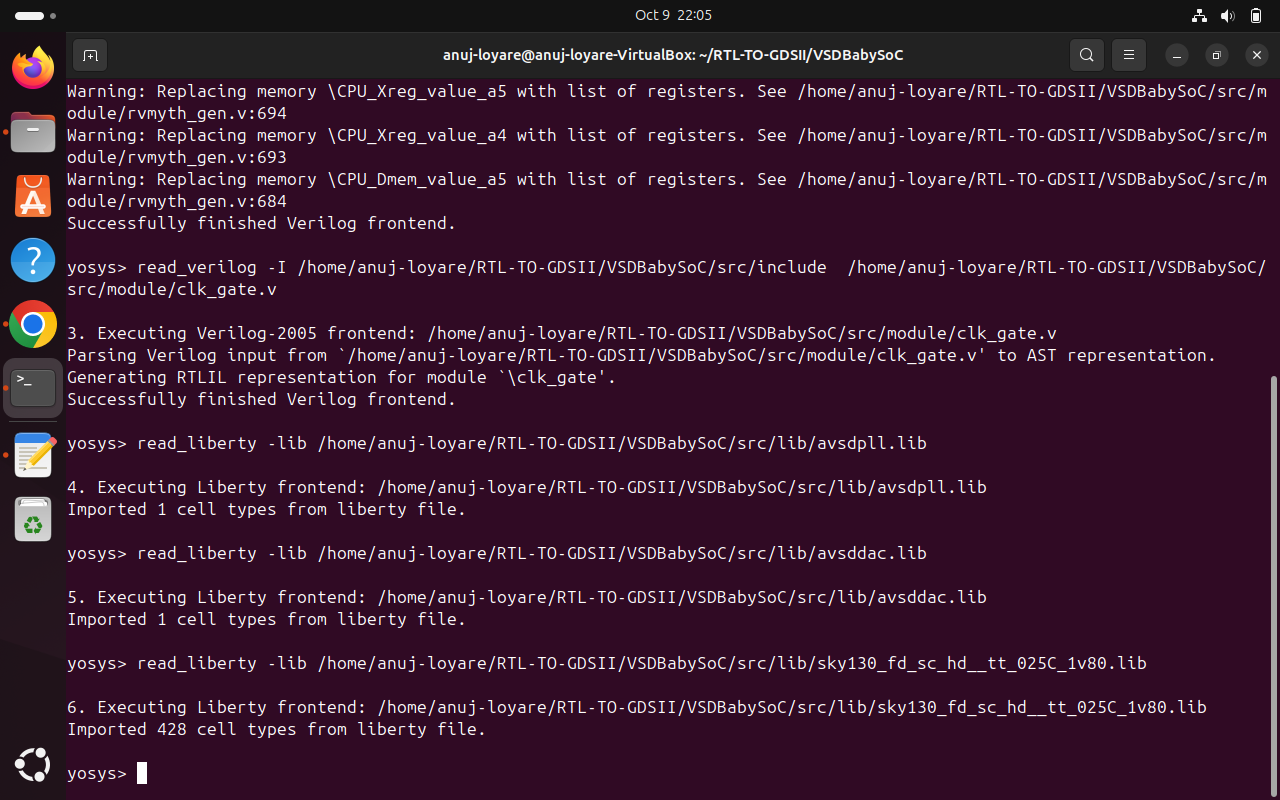 Oct 9 22:05
anuj-loyare@anuj-loyare-VirtualBox: ~/RTL-TO-GDSII/VSDBabySoC
Warning: Replacing memory \CPU_Xreg_value_a5 with list of registers. See /home/anuj-loyare/RTL-TO-GDSII/VSDBabySoC/src/m
odule/rvmyth_gen.v:694
Warning: Replacing memory \CPU_Xreg_value_a4 with list of registers. See /home/anuj-loyare/RTL-TO-GDSII/VSDBabySoC/src/m
odule/rvmyth_gen.v:693
Warning: Replacing memory \CPU_Dmem_value_a5 with list of registers. See /home/anuj-loyare/RTL-TO-GDSII/VSDBabySoC/src/m
odule/rvmyth_gen.v:684
Successfully finished Verilog frontend.
yosys> read_verilog -I /home/anuj-loyare/RTL-TO-GDSII/VSDBabySoC/src/include  /home/anuj-loyare/RTL-TO-GDSII/VSDBabySoC/
src/module/clk_gate.v
3. Executing Verilog-2005 frontend: /home/anuj-loyare/RTL-TO-GDSII/VSDBabySoC/src/module/clk_gate.v
Parsing Verilog input from `/home/anuj-loyare/RTL-TO-GDSII/VSDBabySoC/src/module/clk_gate.v' to AST representation.
Generating RTLIL representation for module `\clk_gate'.
Successfully finished Verilog frontend.
yosys> read_liberty -lib /home/anuj-loyare/RTL-TO-GDSII/VSDBabySoC/src/lib/avsdpll.lib
4. Executing Liberty frontend: /home/anuj-loyare/RTL-TO-GDSII/VSDBabySoC/src/lib/avsdpll.lib
Imported 1 cell types from liberty file.
yosys> read_liberty -lib /home/anuj-loyare/RTL-TO-GDSII/VSDBabySoC/src/lib/avsddac.lib
5. Executing Liberty frontend: /home/anuj-loyare/RTL-TO-GDSII/VSDBabySoC/src/lib/avsddac.lib
Imported 1 cell types from liberty file.
yosys> read_liberty -lib /home/anuj-loyare/RTL-TO-GDSII/VSDBabySoC/src/lib/sky130_fd_sc_hd__tt_025C_1v80.lib
6. Executing Liberty frontend: /home/anuj-loyare/RTL-TO-GDSII/VSDBabySoC/src/lib/sky130_fd_sc_hd__tt_025C_1v80.lib
Imported 428 cell types from liberty file.
yosys>